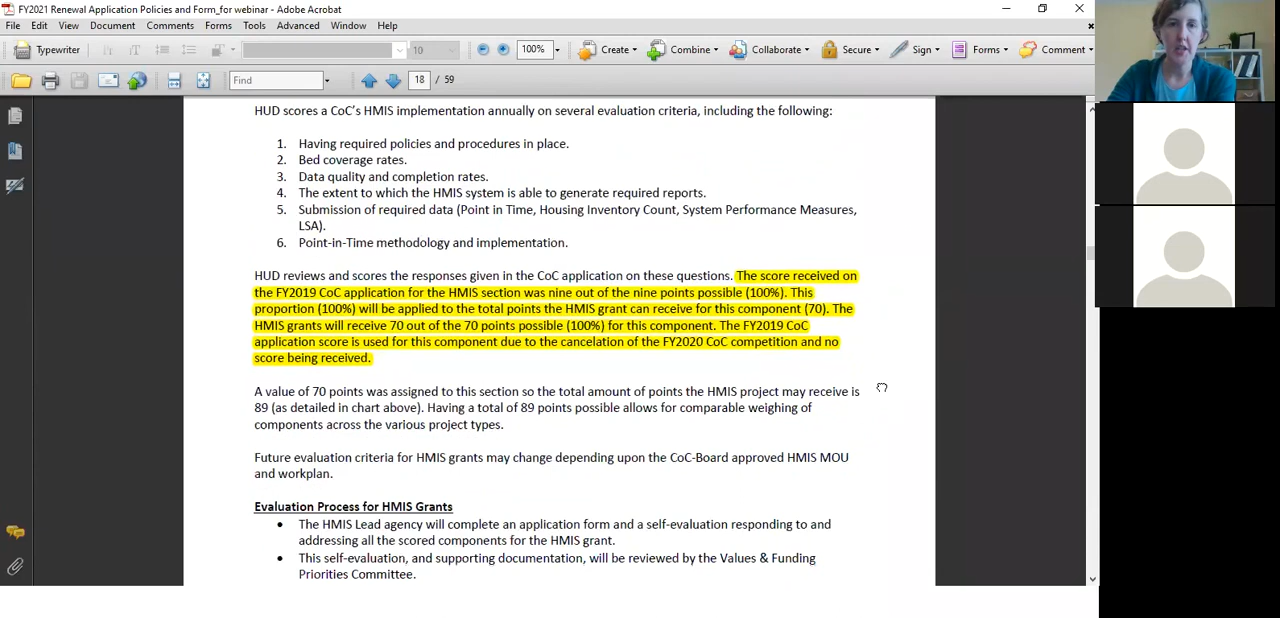 FY2021 Renewal Application Policies and Form_for webinar - Adobe Acrobat
File Edit View Document Comments Forms Tools Advanced Window Help
Typewriter 10 100% Create Combine Collaborate Secure Sign Forms Comment
Find 18 / 59
HUD scores a CoC's HMIS implementation annually on several evaluation criteria, including the following:
1. Having required policies and procedures in place.
2. Bed coverage rates.
3. Data quality and completion rates.
4. The extent to which the HMIS system is able to generate required reports.
5. Submission of required data (Point in Time, Housing Inventory Count, System Performance Measures,
LSA).
6. Point-in-Time methodology and implementation.
HUD reviews and scores the responses given in the CoC application on these questions. The score received on
the FY2019 CoC application for the HMIS section was nine out of the nine points possible (100%). This
proportion (100%) will be applied to the total points the HMIS grant can receive for this component (70). The
HMIS grants will receive 70 out of the 70 points possible (100%) for this component. The FY2019 CoC
application score is used for this component due to the cancelation of the FY2020 CoC competition and no
score being received.
A value of 70 points was assigned to this section so the total amount of points the HMIS project may receive is
89 (as detailed in chart above). Having a total of 89 points possible allows for comparable weighing of
components across the various project types.
Future evaluation criteria for HMIS grants may change depending upon the CoC-Board approved HMIS MOU
and workplan.
Evaluation Process for HMIS Grants
• The HMIS Lead agency will complete an application form and a self-evaluation responding to and
addressing all the scored components for the HMIS grant.
• This self-evaluation, and supporting documentation, will be reviewed by the Values & Funding
Priorities Committee.